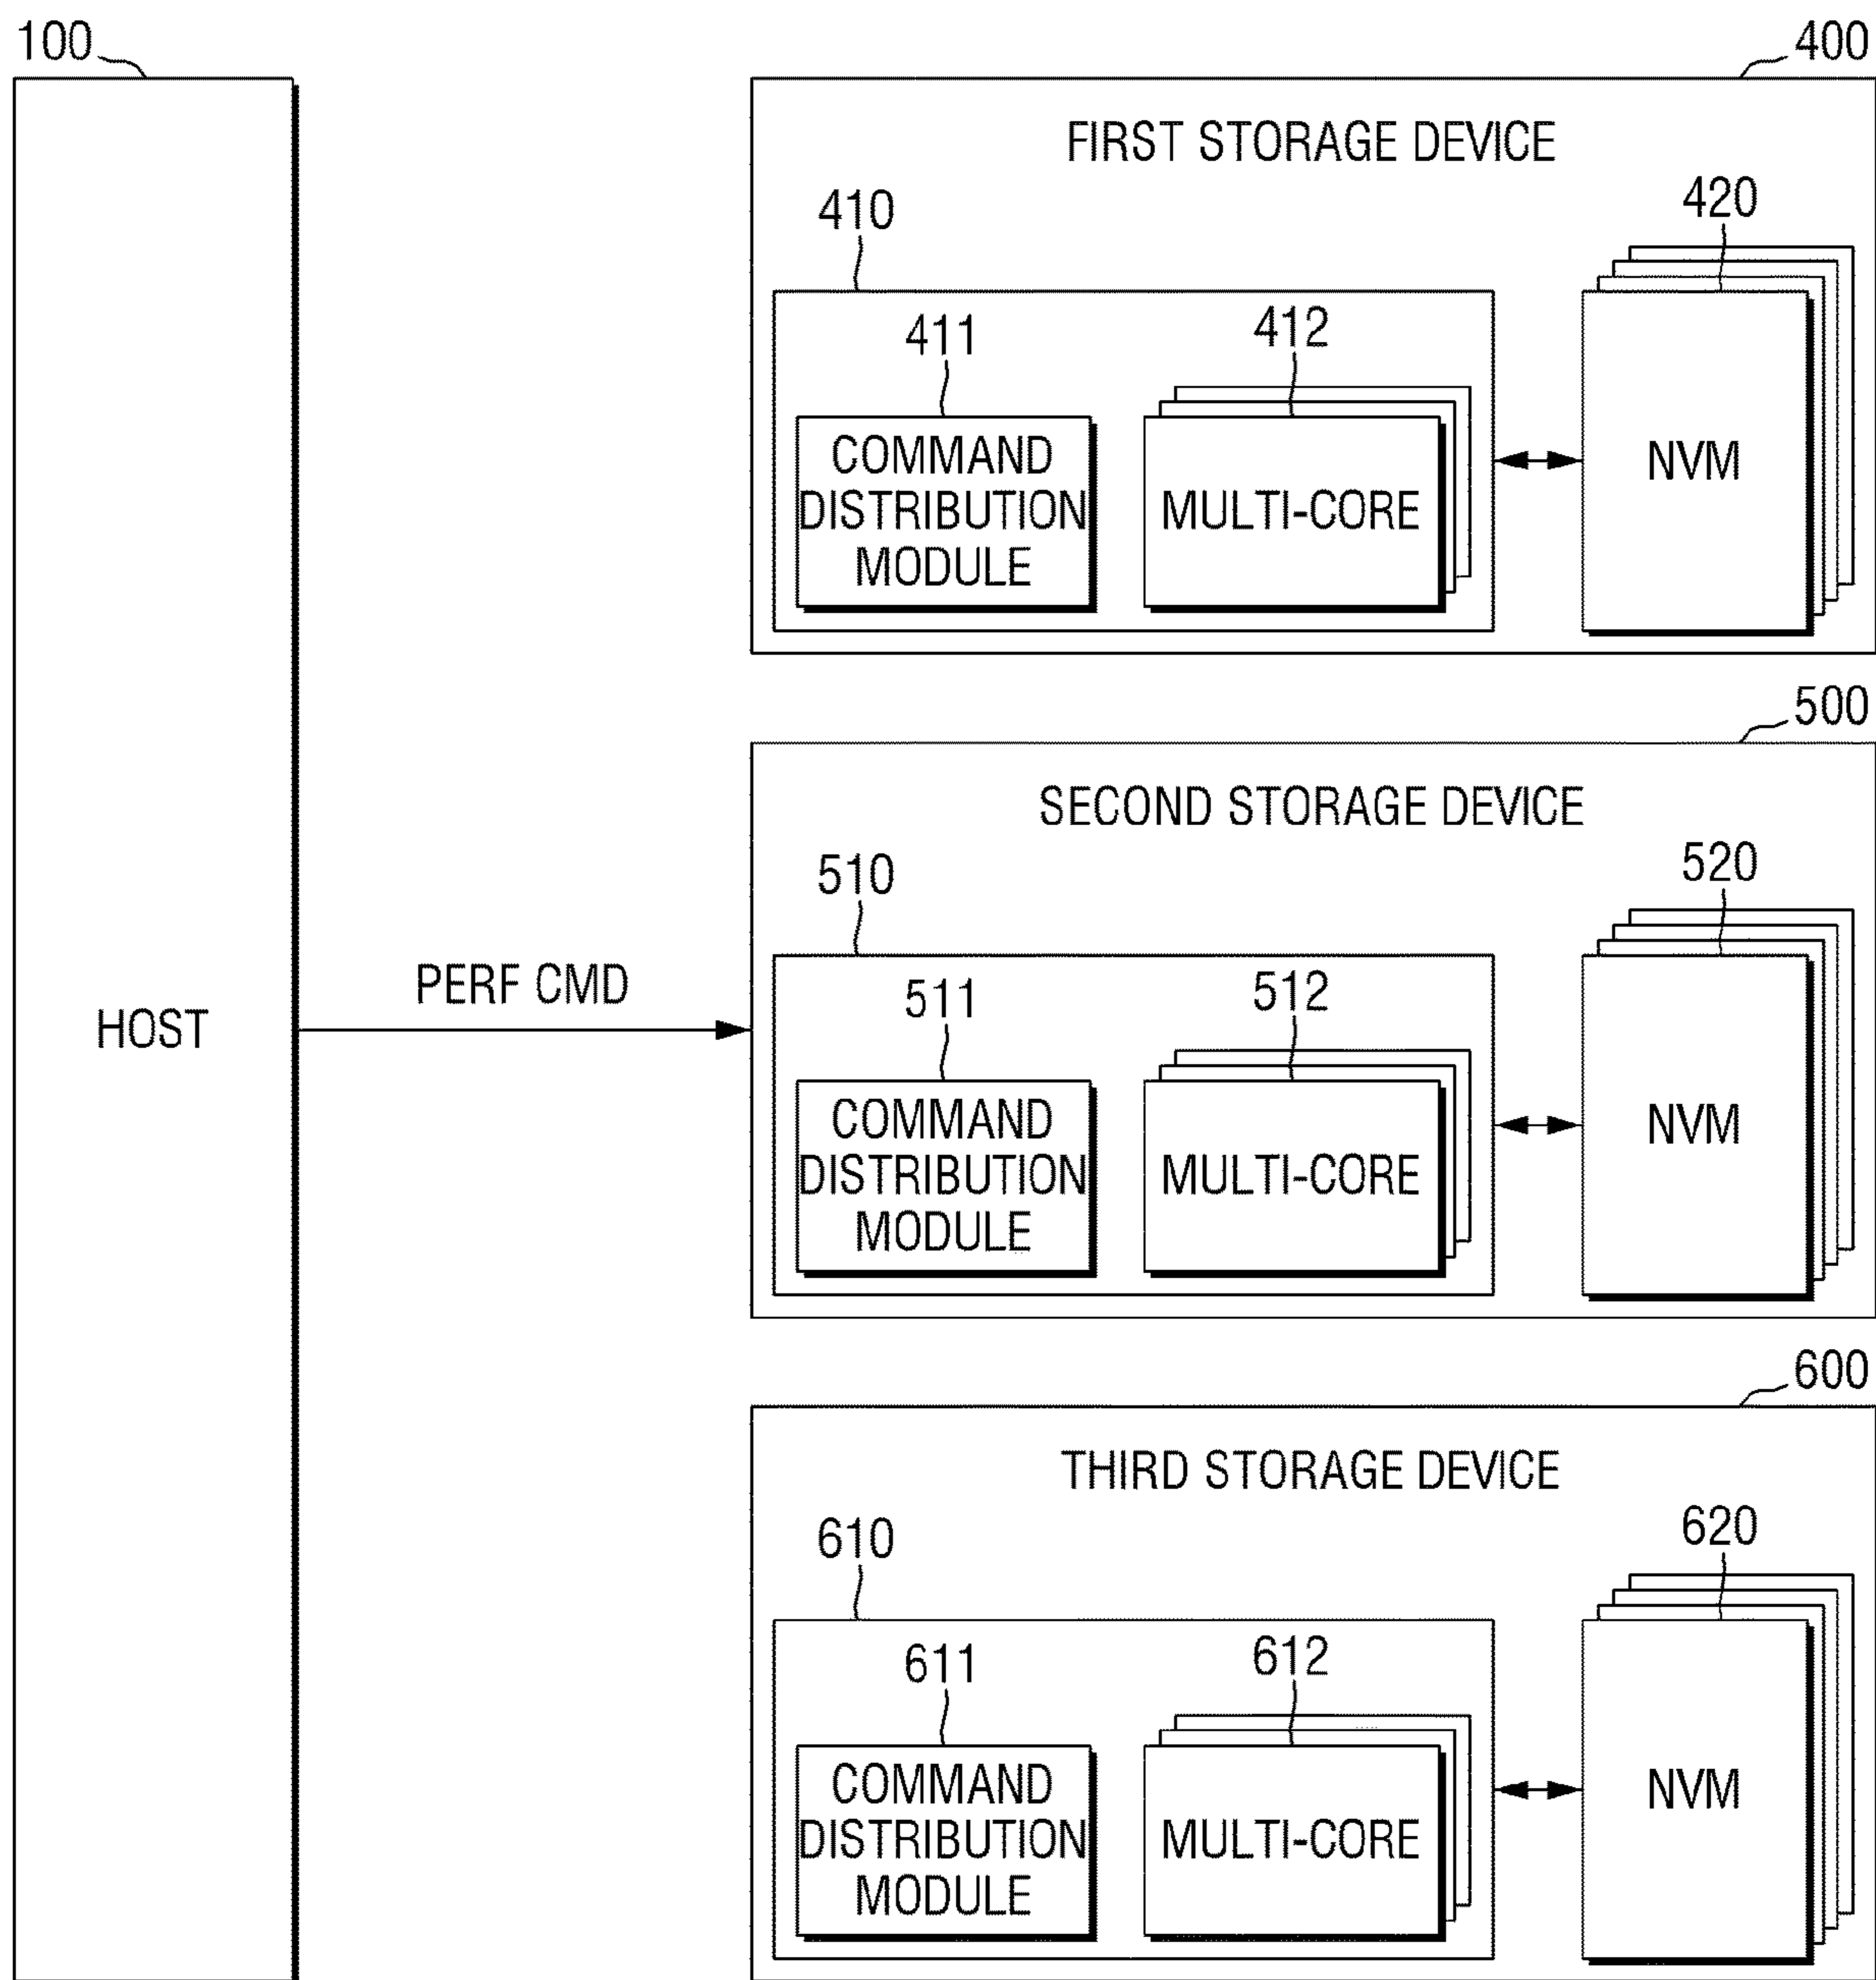 100
400
FIRST STORAGE DEVICE
410
420
411
412
COMMAND
DISTRIBUTION
MODULE
MULTI-CORE
NVM
500
SECOND STORAGE DEVICE
510
520
HOST
PERF CMD
511
512
COMMAND
DISTRIBUTION
MODULE
MULTI-CORE
NVM
600
THIRD STORAGE DEVICE
610
620
611
612
COMMAND
DISTRIBUTION
MODULE
MULTI-CORE
NVM